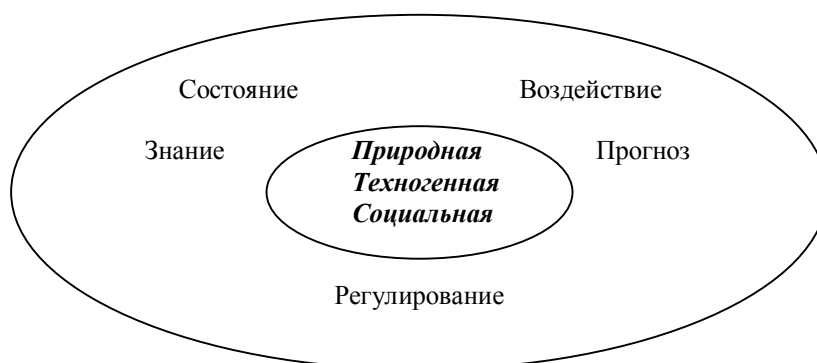 Состояние Воздействие
Знание Природная Прогноз
Техногенная
Социальная
Регулирование